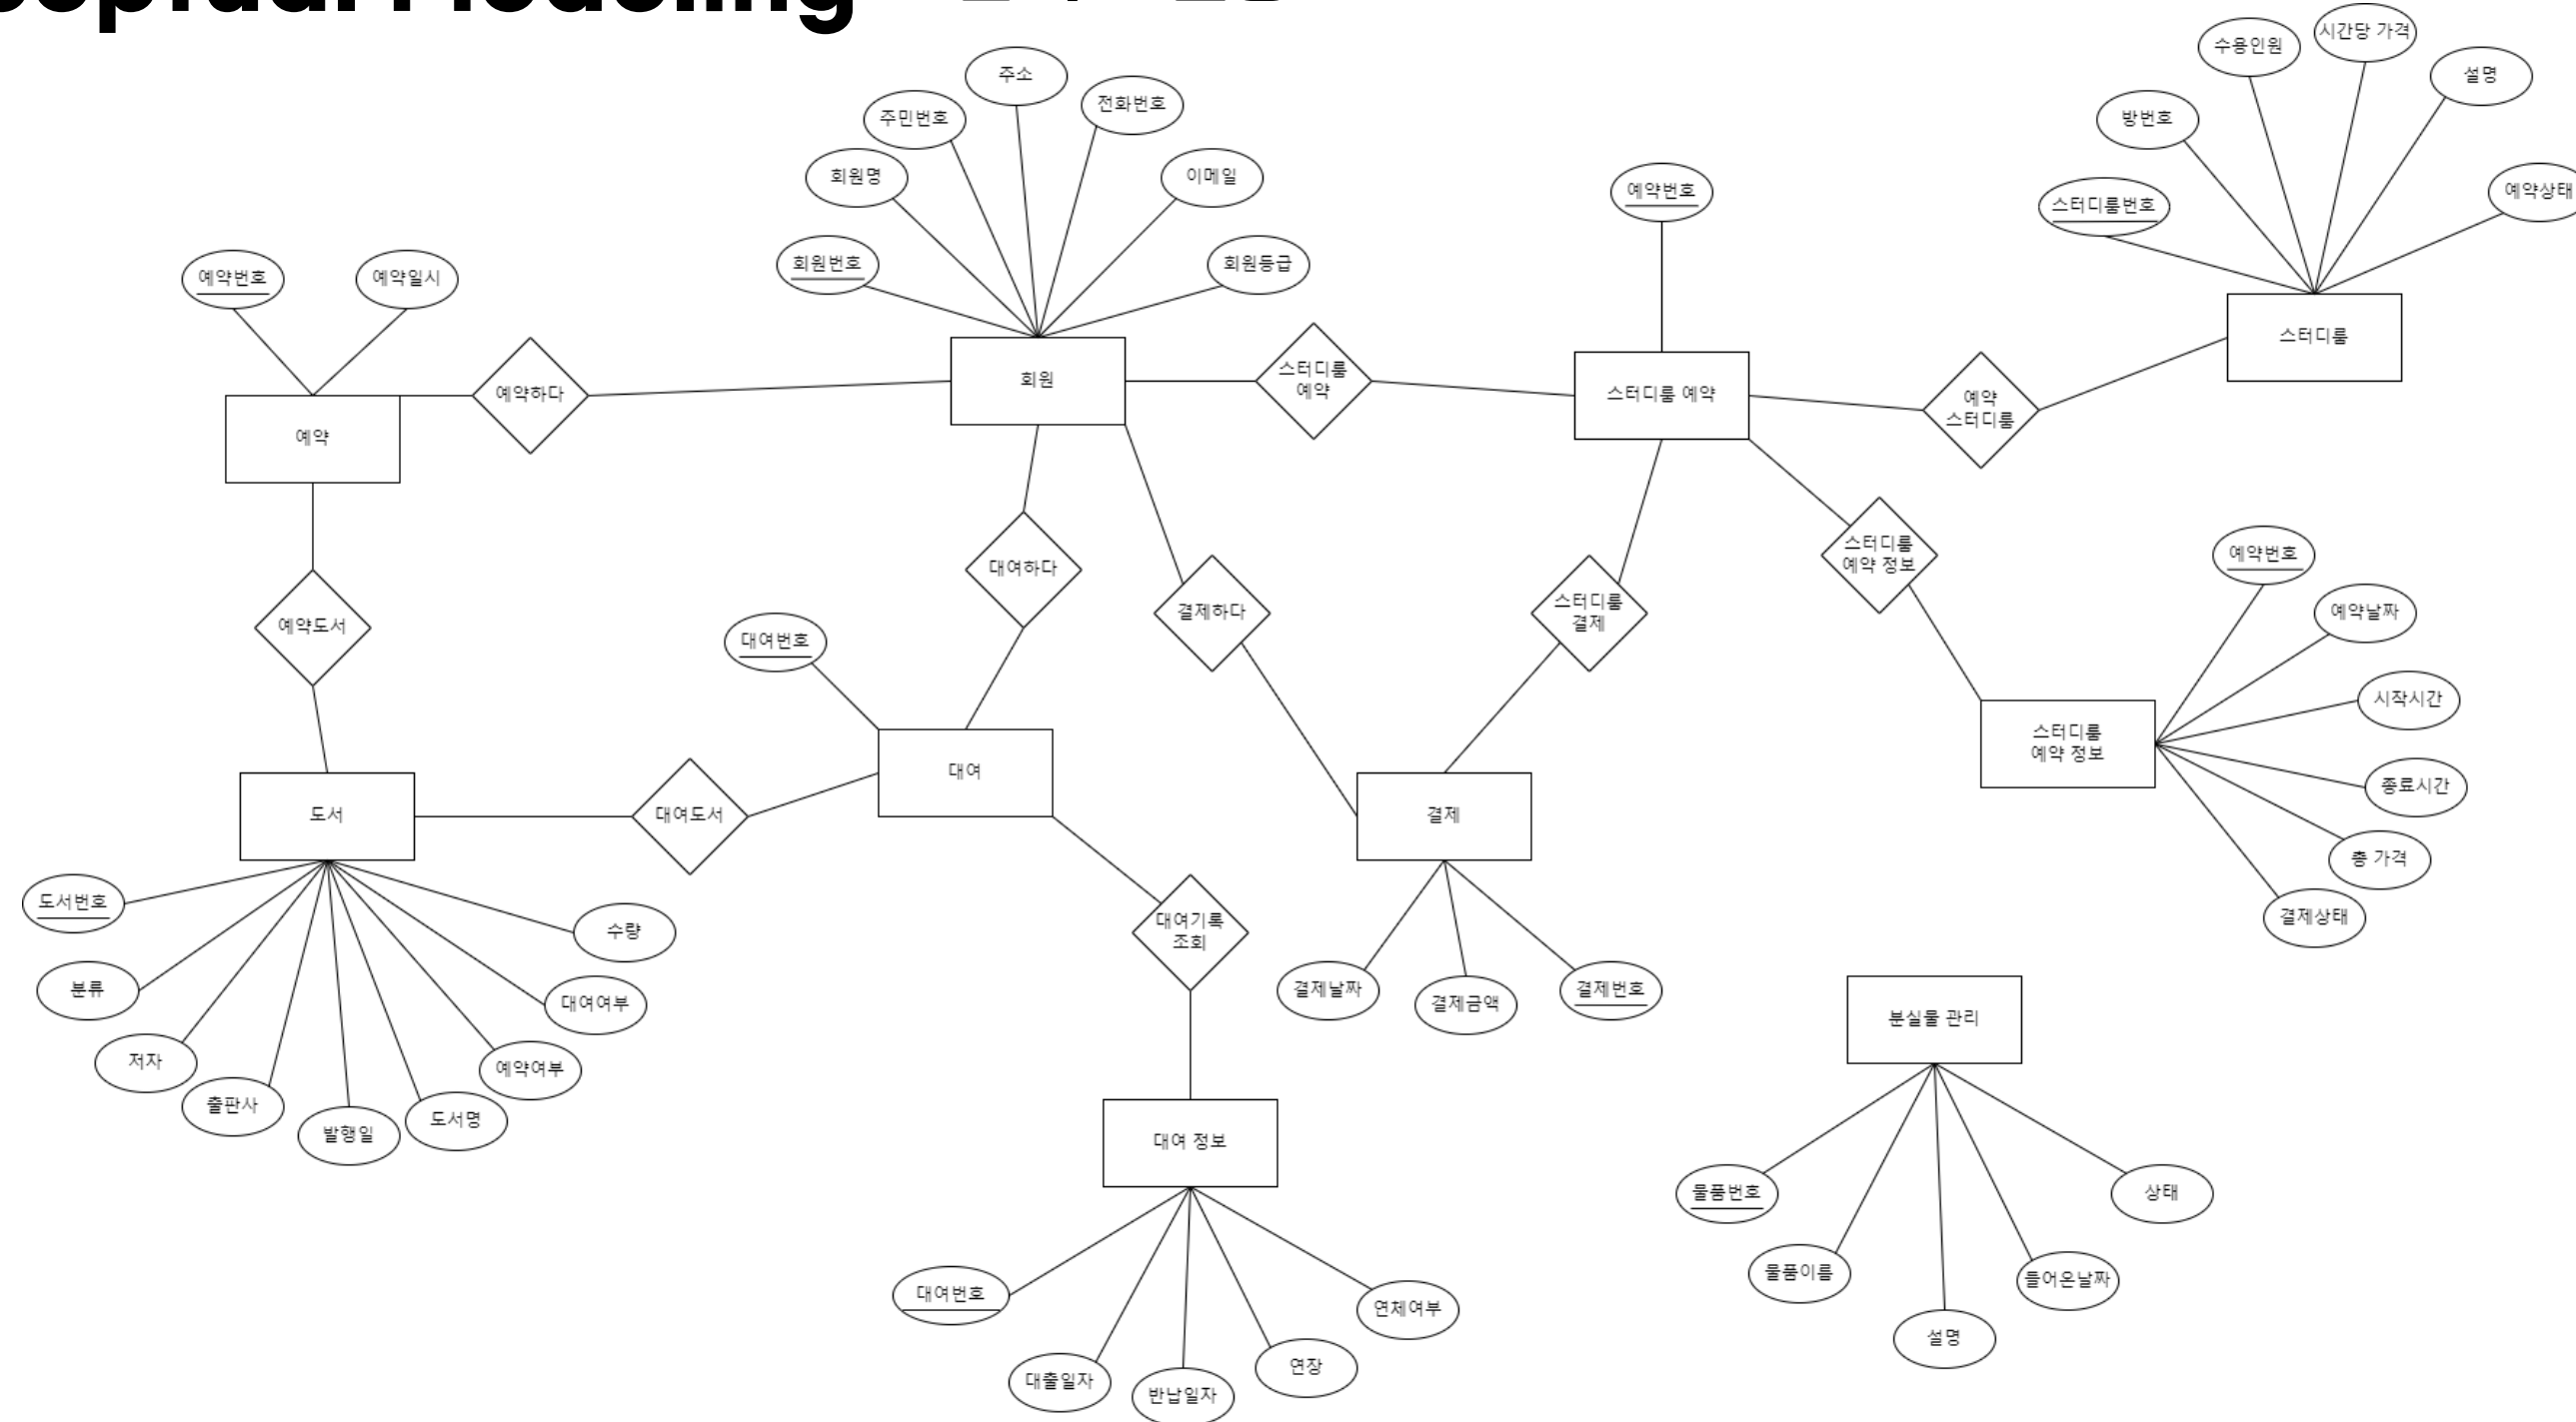 시간당 가격
수용인원
설명
주소
전화번호
주민번호
방번호
회원명
이메일
예약번호
스터디룸번호
예약상태
회원번호
회원등급
예약번호
예약일시
스터디룸
회원
스터디룸
예약
스터디룸 예약
예약
스터디룸
예약하다
예약
대여하다
결제하다
스터디룸
결제
스터디룸
예약 정보
예약번호
예약날짜
예약도서
대여번호
시작시간
스터디룸
예약 정보
대여
종료시간
도서
대여도서
결제
총 가격
도서번호
수량
대여기록
조회
결제상태
분류
대여여부
결제날짜
결제금액
결제번호
분실물 관리
저자
예약여부
출판사
발행일
도서명
대여 정보
물품번호
상태
물품이름
들어온날짜
설명
대여번호
연체여부
대출일자
반납일자
연장